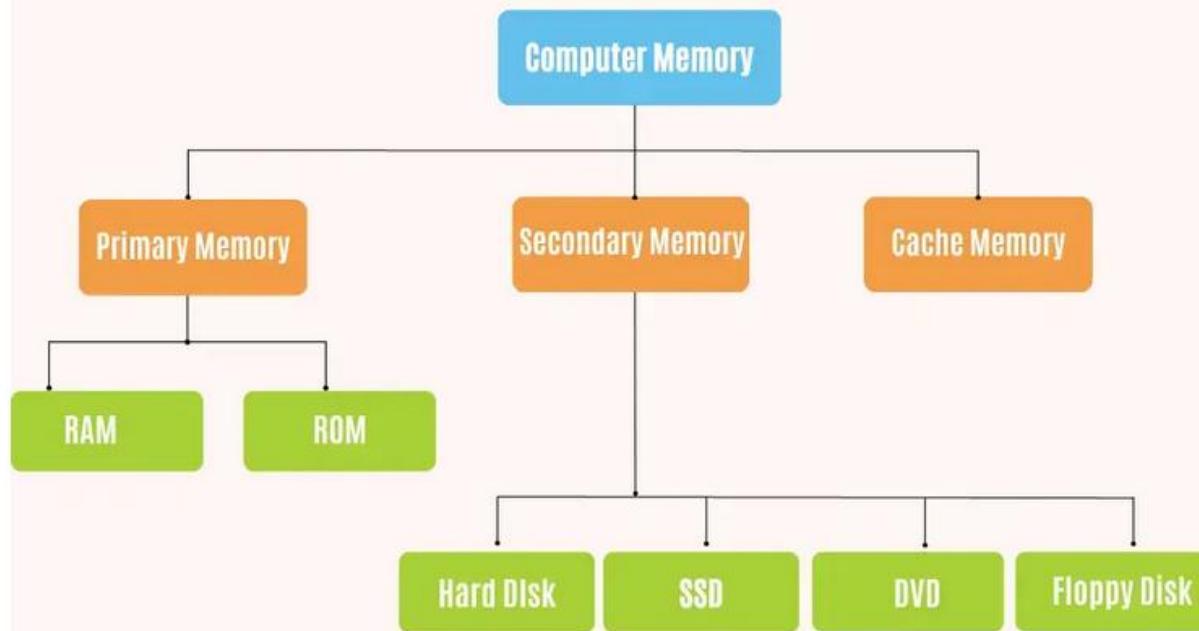 Computer Memory
Primary Memory
Secondary Memory
Cache Memory
RAM
ROM
Hard DIsk
SSD
DVD
Floppy Disk